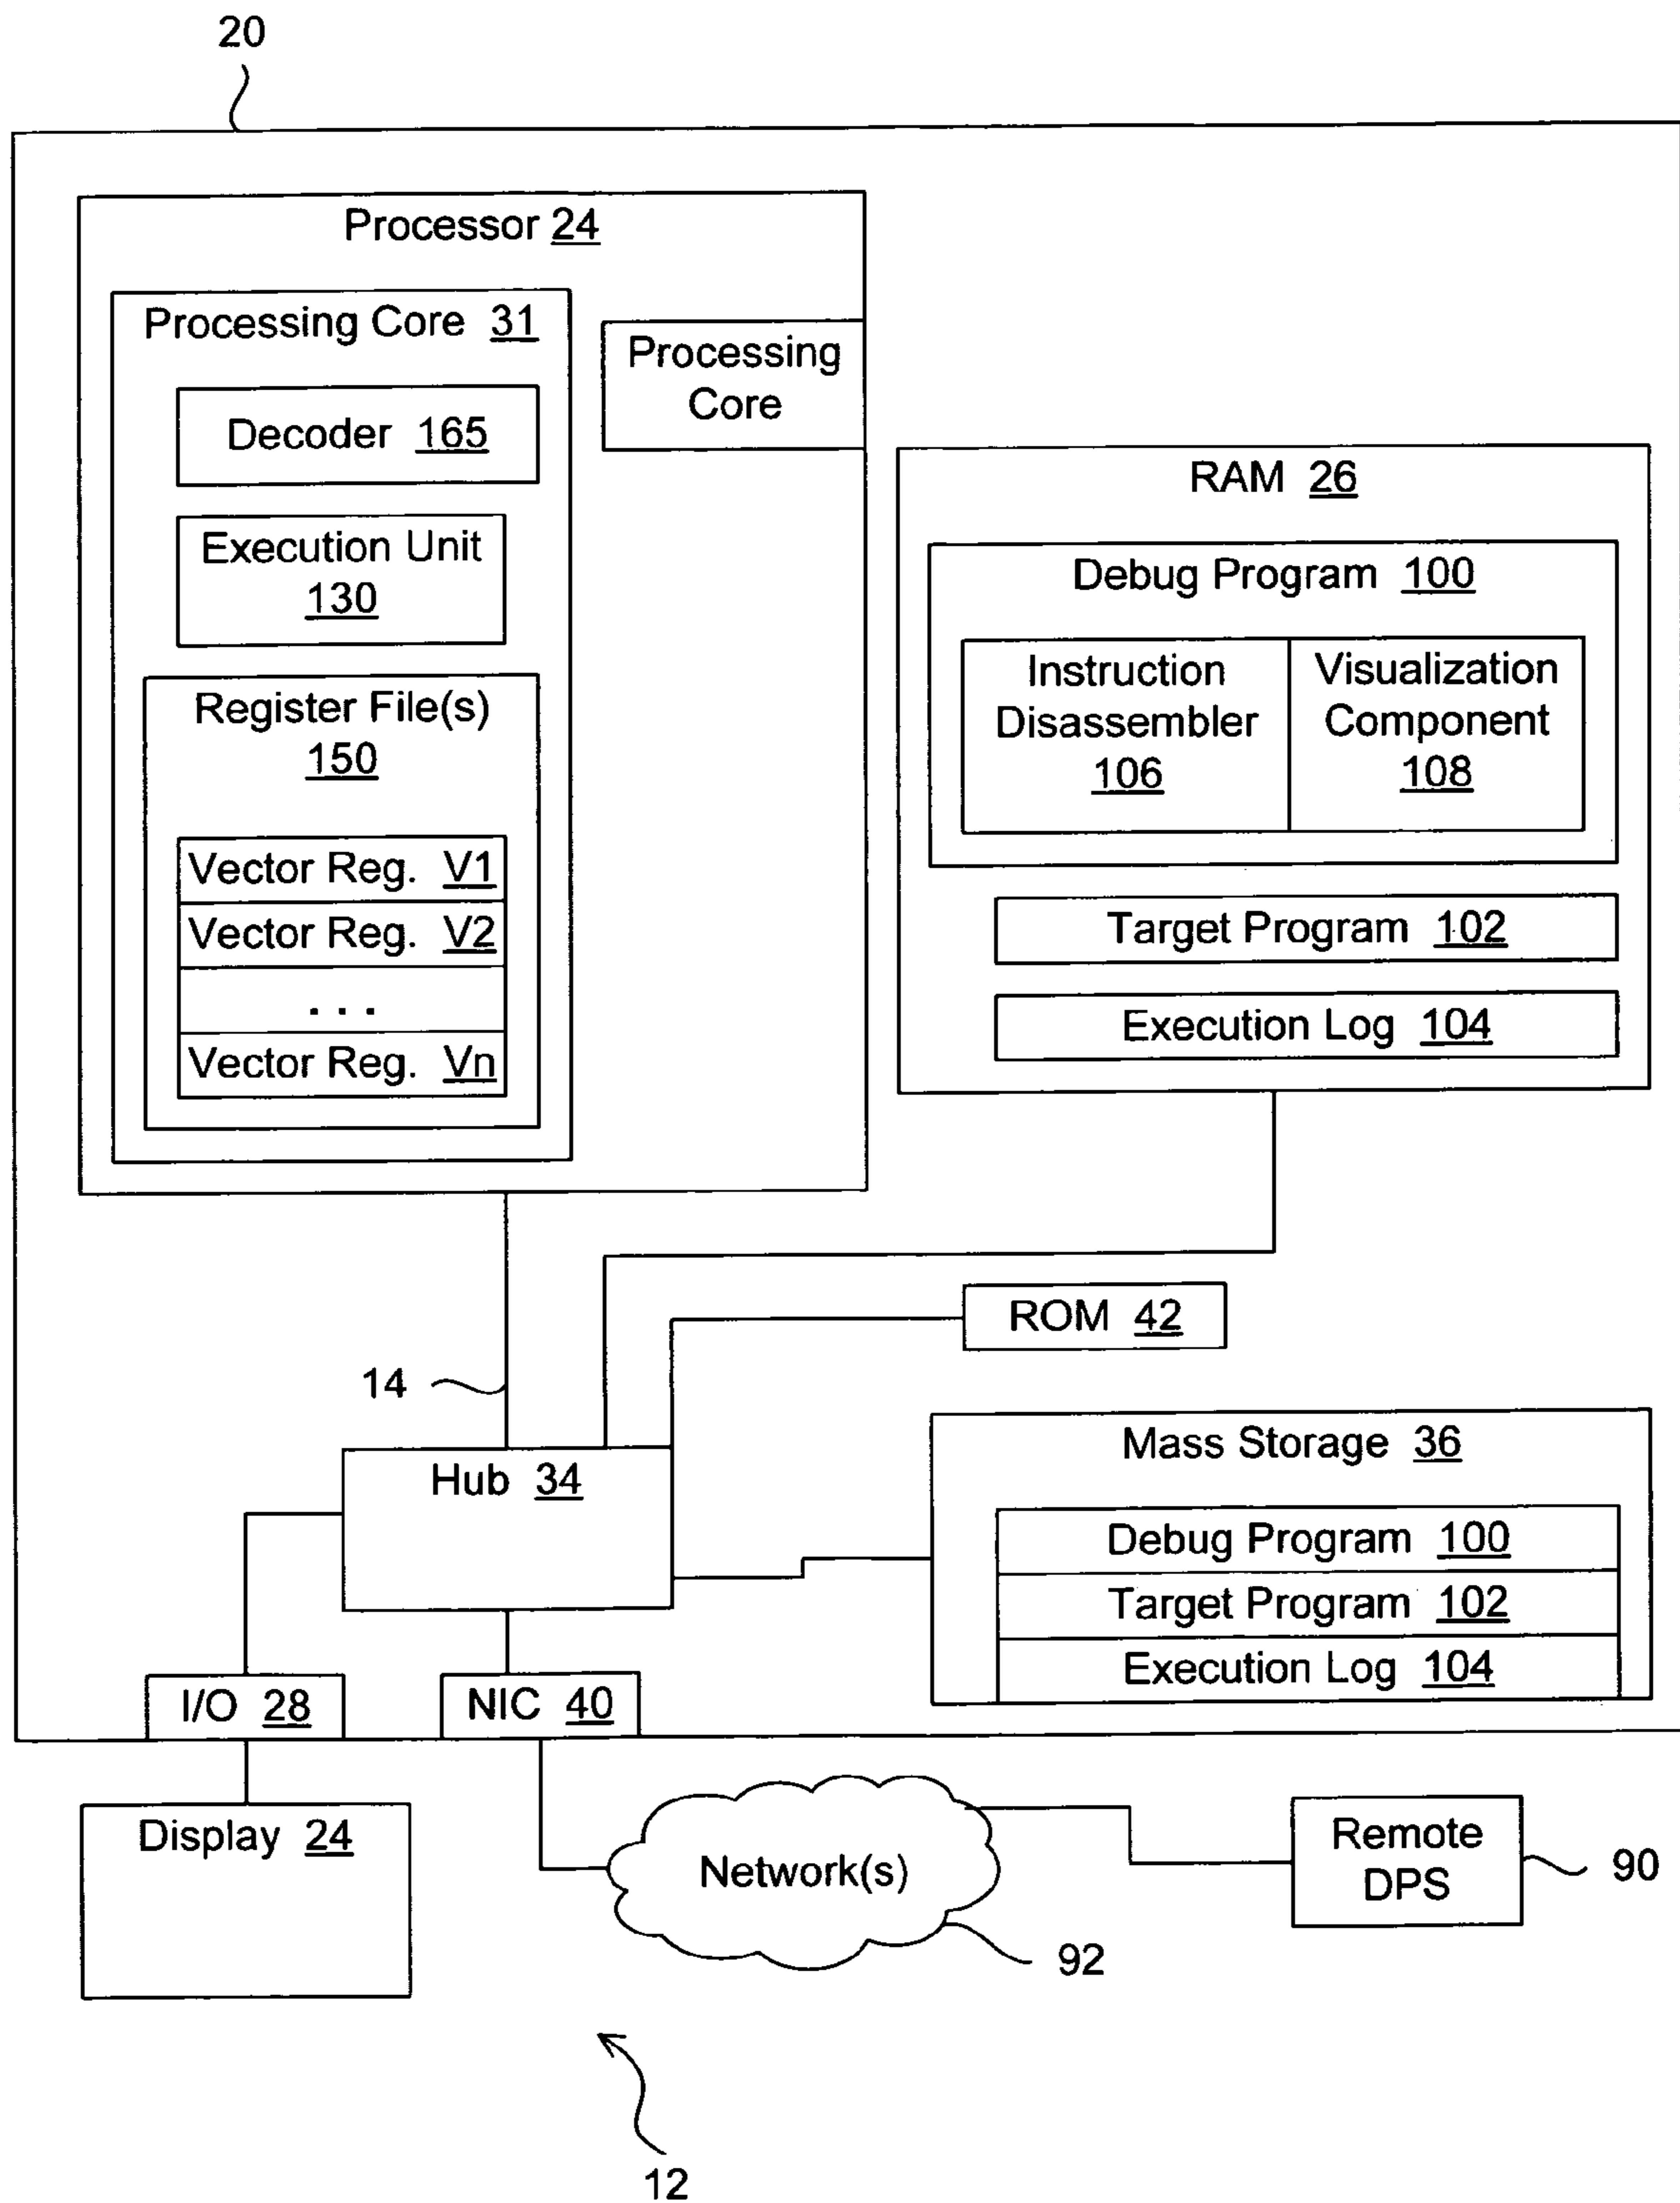 20
Processor 24
Processing Core 31
Decoder 165
Execution Unit
130
Register File(s)
150
Vector Reg. V1
Vector Reg. V2
. . .
Vector Reg. Vn
Processing
Core
RAM 26
Debug Program 100
Instruction
Disassembler
106
Visualization
Component
108
Target Program 102
Execution Log 104
ROM 42
14
Hub 34
Mass Storage 36
Debug Program 100
Target Program 102
Execution Log 104
I/O 28
NIC 40
Display 24
Network(s)
92
Remote
DPS
90
12